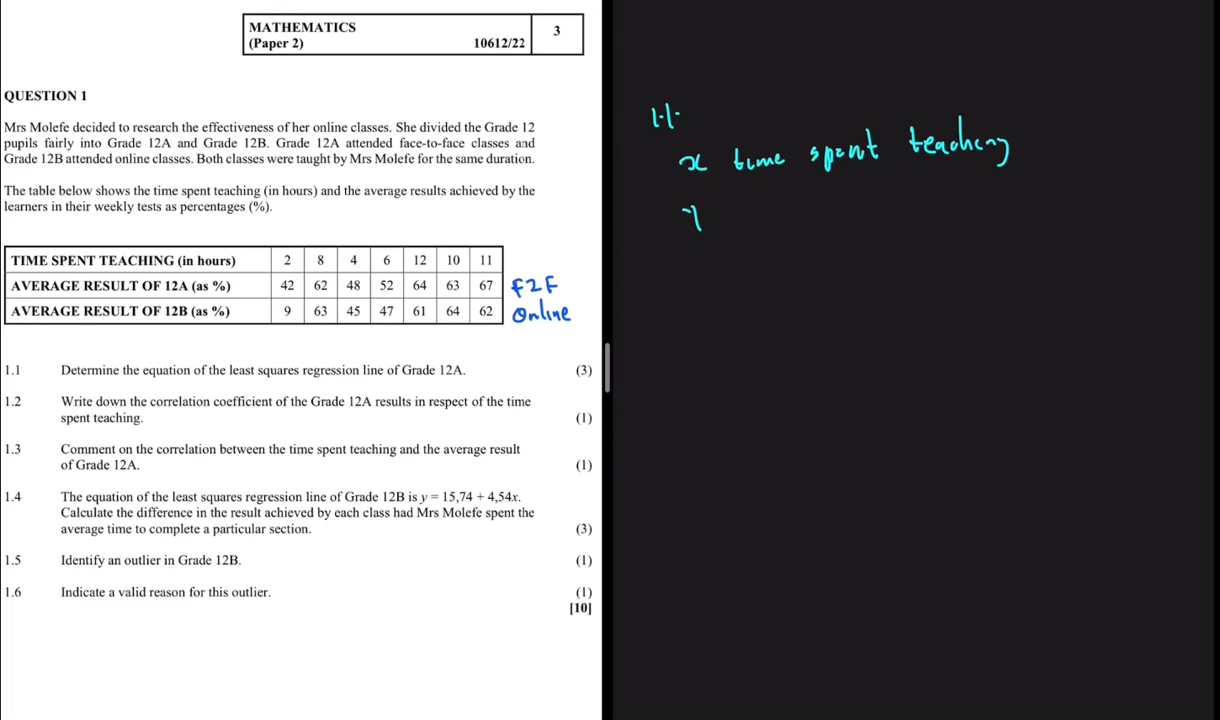 MATHEMATICS
(Paper 2) 10612/22
3
QUESTION 1
Mrs Molefe decided to research the effectiveness of her online classes. She divided the Grade 12
pupils fairly into Grade 12A and Grade 12B. Grade 12A attended face-to-face classes and
Grade 12B attended online classes. Both classes were taught by Mrs Molefe for the same duration.
The table below shows the time spent teaching (in hours) and the average results achieved by the
learners in their weekly tests as percentages (%).
TIME SPENT TEACHING (in hours) 2 8 4 6 12 10 11
AVERAGE RESULT OF 12A (as %) 42 62 48 52 64 63 67 F2F
AVERAGE RESULT OF 12B (as %) 9 63 45 47 61 64 62 Online
1.1 Determine the equation of the least squares regression line of Grade 12A. (3)
1.2 Write down the correlation coefficient of the Grade 12A results in respect of the time
spent teaching. (1)
1.3 Comment on the correlation between the time spent teaching and the average result
of Grade 12A. (1)
1.4 The equation of the least squares regression line of Grade 12B is y = 15,74 + 4,54x.
Calculate the difference in the result achieved by each class had Mrs Molefe spent the
average time to complete a particular section. (3)
1.5 Identify an outlier in Grade 12B. (1)
1.6 Indicate a valid reason for this outlier. (1)
[10]
1.1.
x time spent teaching
y